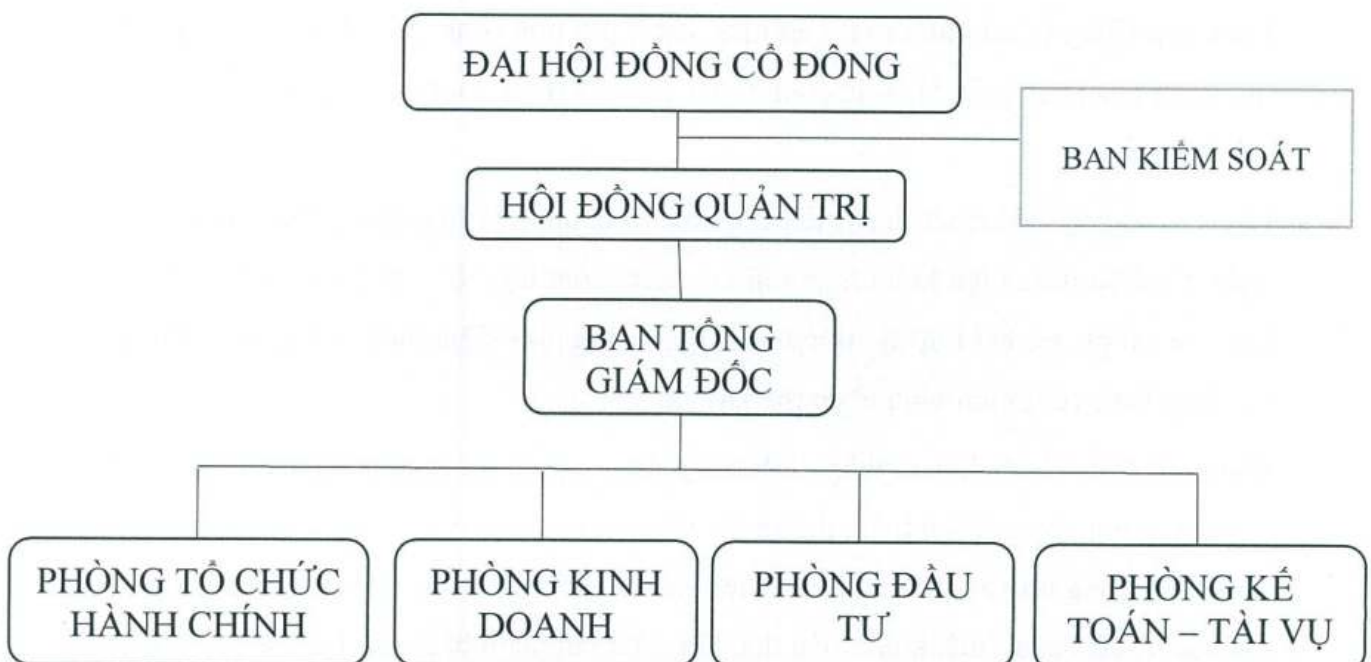 ĐẠI HỘI ĐỒNG CỔ ĐÔNG
BAN KIỂM SOÁT
HỘI ĐỒNG QUẢN TRỊ
BAN TỔNG
GIÁM ĐỐC
PHÒNG TỔ CHỨC
HÀNH CHÍNH
PHÒNG KINH
DOANH
PHÒNG ĐẦU
TƯ
PHÒNG KẾ
TOÁN – TÀI VỤ